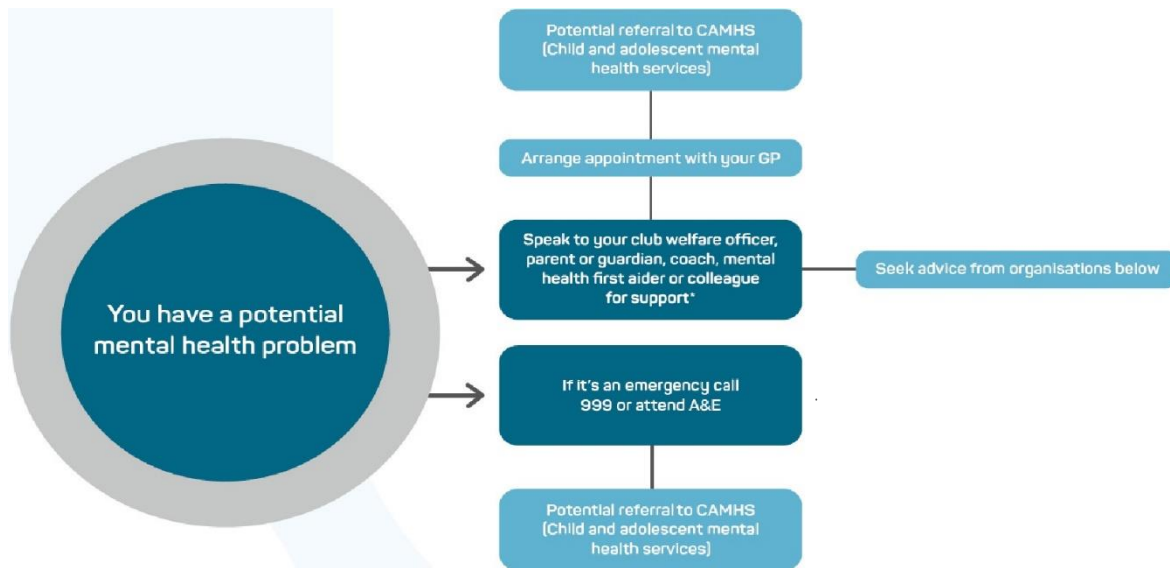 Potential referral to CAMHS
(Child and adolescent mental
health services)
Arrange appointment with your GP
Speak to your club welfare officer,
parent or guardian, coach, mental
health first aider or colleague
for support*
Seek advice from organisations below
You have a potential
mental health problem
If it's an emergency call
999 or attend A&E
Potential referral to CAMHS
(Child and adolescent mental
health services)